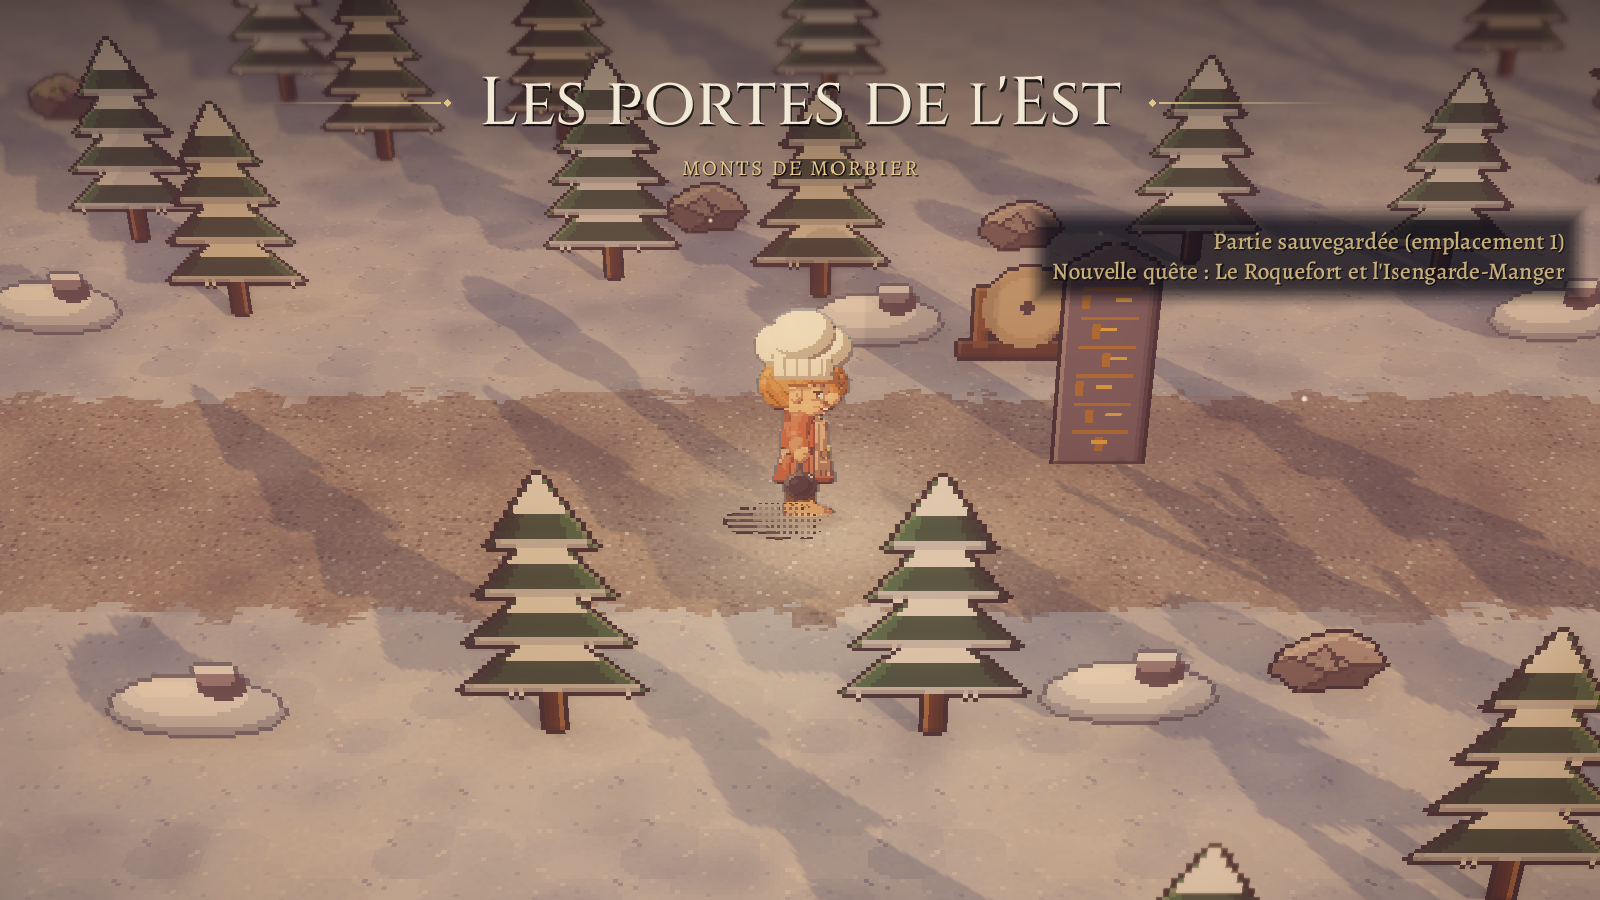 Les portes de l'Est
Monts de Morbier
Partie sauvegardée (emplacement 1)
Nouvelle quête : Le Roquefort et l'Isengarde-Manger